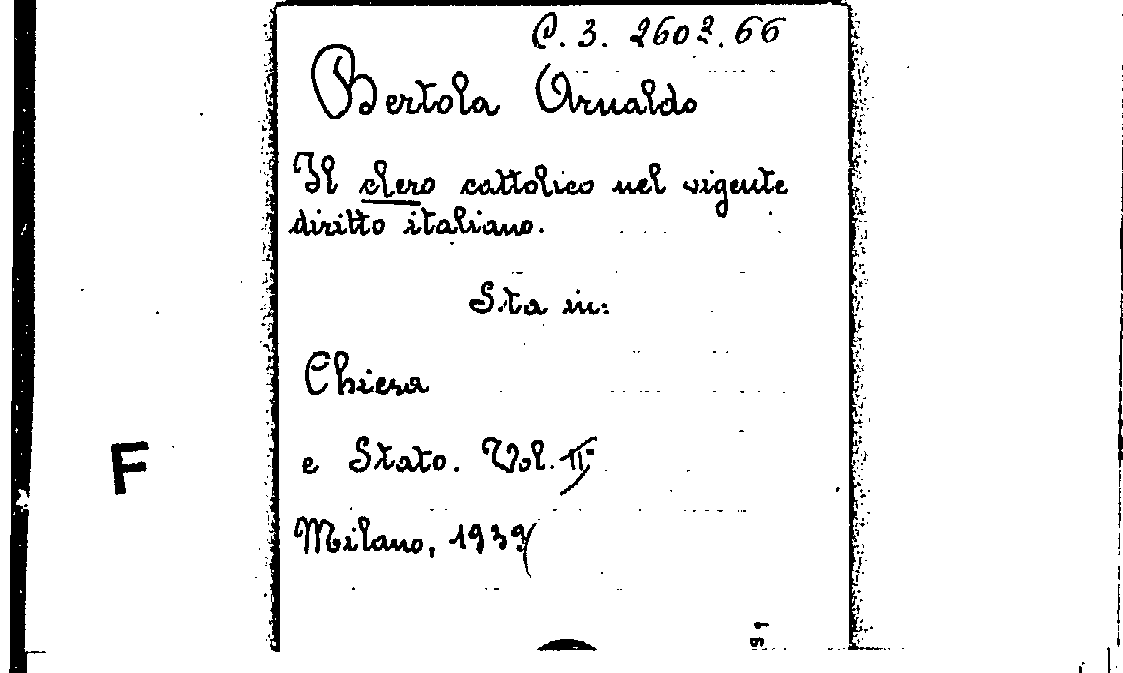 C. 3. 2602.66
Bertola Arnaldo
Il clero cattolico nel vigente
diritto italiano.
Sta in:
Chiesa
e Stato. Vol. II
F
Milano, 1939